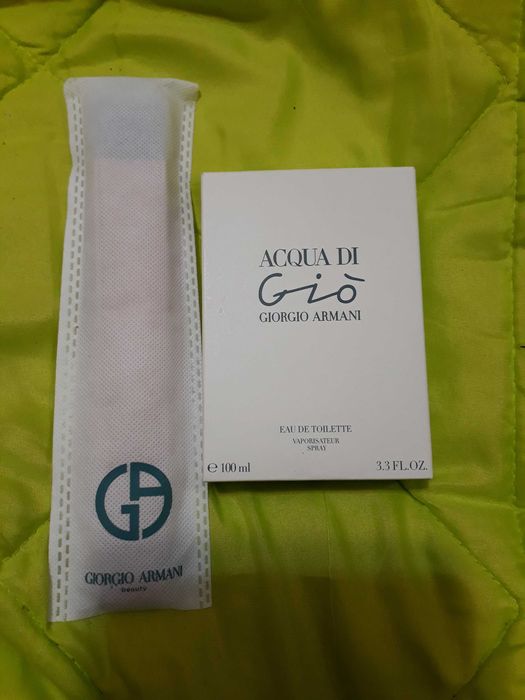 GA
GIORGIO ARMANI
beauty
ACQUA DI
Giò
GIORGIO ARMANI
EAU DE TOILETTE
VAPORISATEUR
SPRAY
℮ 100 ml 3.3 FL.OZ.